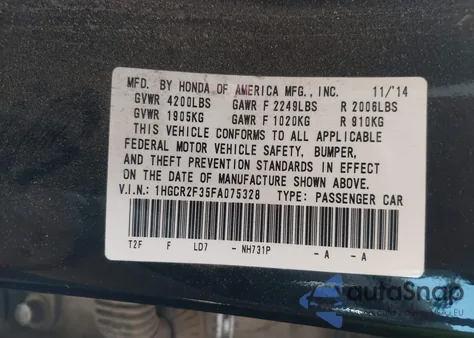 MFD. BY HONDA OF AMERICA MFG., INC. 11/'14
GVWR 4200LBS GAWR F 2249LBS R 2006LBS
GVWR 1905KG GAWR F 1020KG R 910KG
THIS VEHICLE CONFORMS TO ALL APPLICABLE
FEDERAL MOTOR VEHICLE SAFETY, BUMPER,
AND THEFT PREVENTION STANDARDS IN EFFECT
ON THE DATE OF MANUFACTURE SHOWN ABOVE.
V.I.N.: 1HGCR2F35FA075328 TYPE: PASSENGER CAR
T2F F LD7 - NH731P -A -A
autoSnap